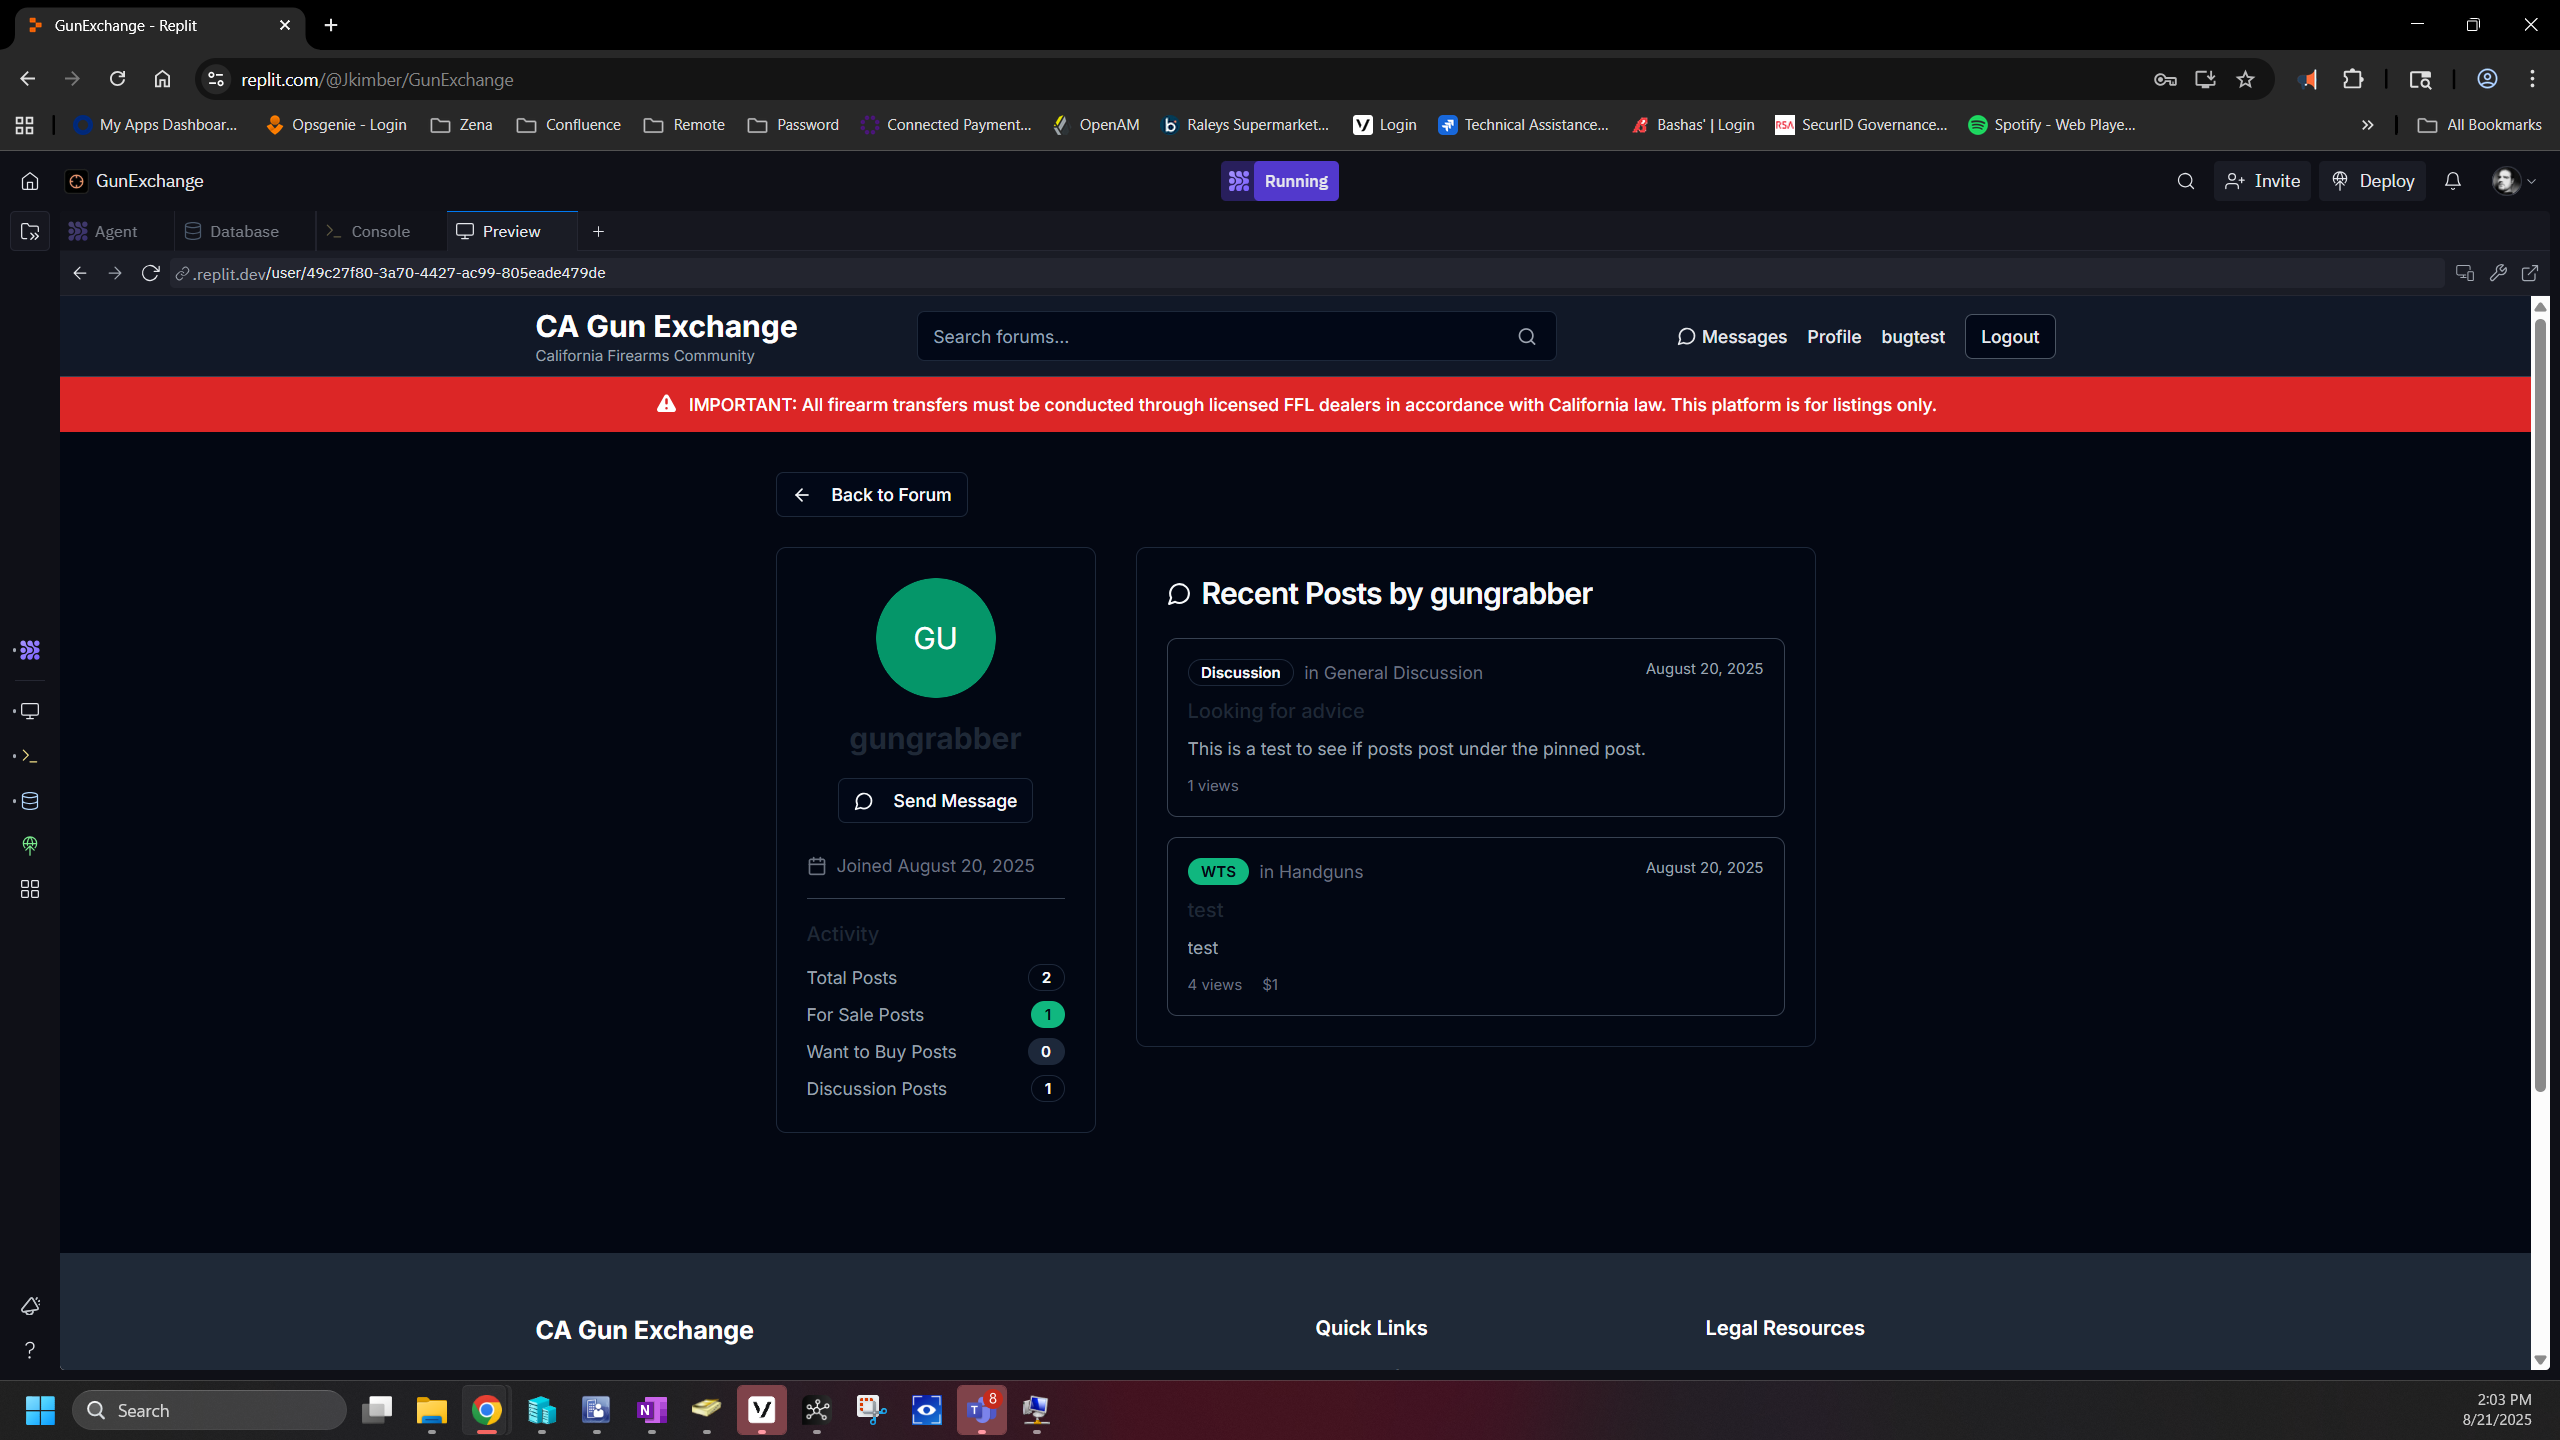 GunExchange - Replit
replit.com/@Jkimber/GunExchange
My Apps Dashboar...
Opsgenie - Login
Zena
Confluence
Remote
Password
Connected Payment...
OpenAM
Raleys Supermarket...
Login
Technical Assistance...
Bashas' | Login
RSA
SecurID Governance...
Spotify - Web Playe...
All Bookmarks
GunExchange
Running
Invite
Deploy
Agent
Database
Console
Preview
.replit.dev/user/49c27f80-3a70-4427-ac99-805eade479de
CA Gun Exchange
California Firearms Community
Search forums...
Messages
Profile
bugtest
Logout
IMPORTANT: All firearm transfers must be conducted through licensed FFL dealers in accordance with California law. This platform is for listings only.
Back to Forum
GU
gungrabber
Send Message
Joined August 20, 2025
Activity
Total Posts 2
For Sale Posts 1
Want to Buy Posts 0
Discussion Posts 1
Recent Posts by gungrabber
Discussion in General Discussion August 20, 2025
Looking for advice
This is a test to see if posts post under the pinned post.
1 views
WTS in Handguns August 20, 2025
test
test
4 views $1
CA Gun Exchange
Quick Links
Legal Resources
Search
8
2:03 PM
8/21/2025